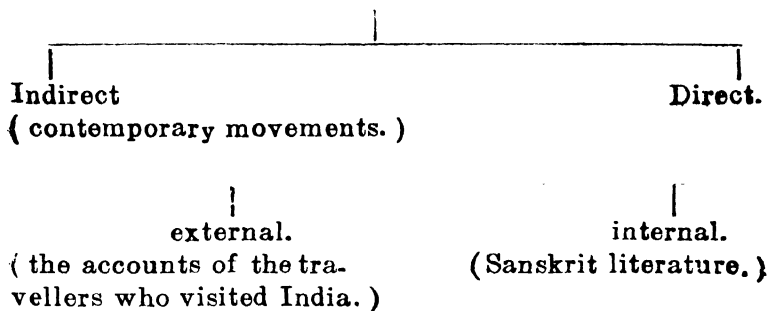 Indirect
Direct.
( contemporary movements. )
external.
internal.
( the accounts of the tra-
(Sanskrit literature.)
vellers who visited India. )